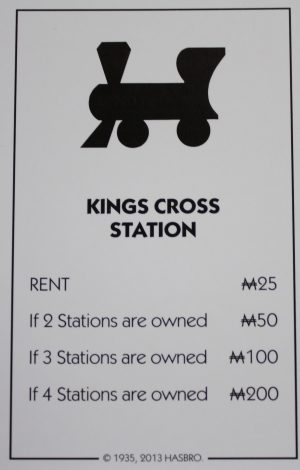 KINGS CROSS
STATION
RENT ₩25
If 2 Stations are owned ₩50
If 3 Stations are owned ₩100
If 4 Stations are owned ₩200
© 1935, 2013 HASBRO.